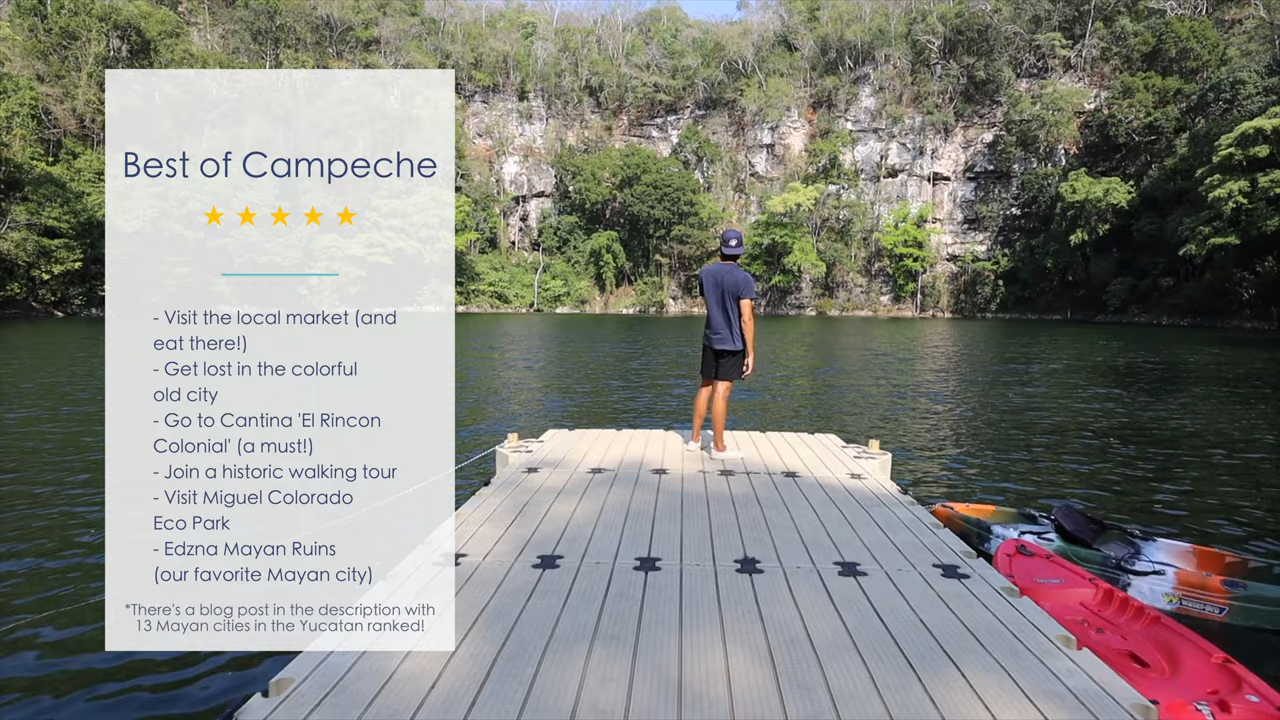 Best of Campeche
- Visit the local market (and
eat there!)
- Get lost in the colorful
old city
- Go to Cantina 'El Rincon
Colonial' (a must!)
- Join a historic walking tour
- Visit Miguel Colorado
Eco Park
- Edzna Mayan Ruins
(our favorite Mayan city)
*There's a blog post in the description with
13 Mayan cities in the Yucatan ranked!